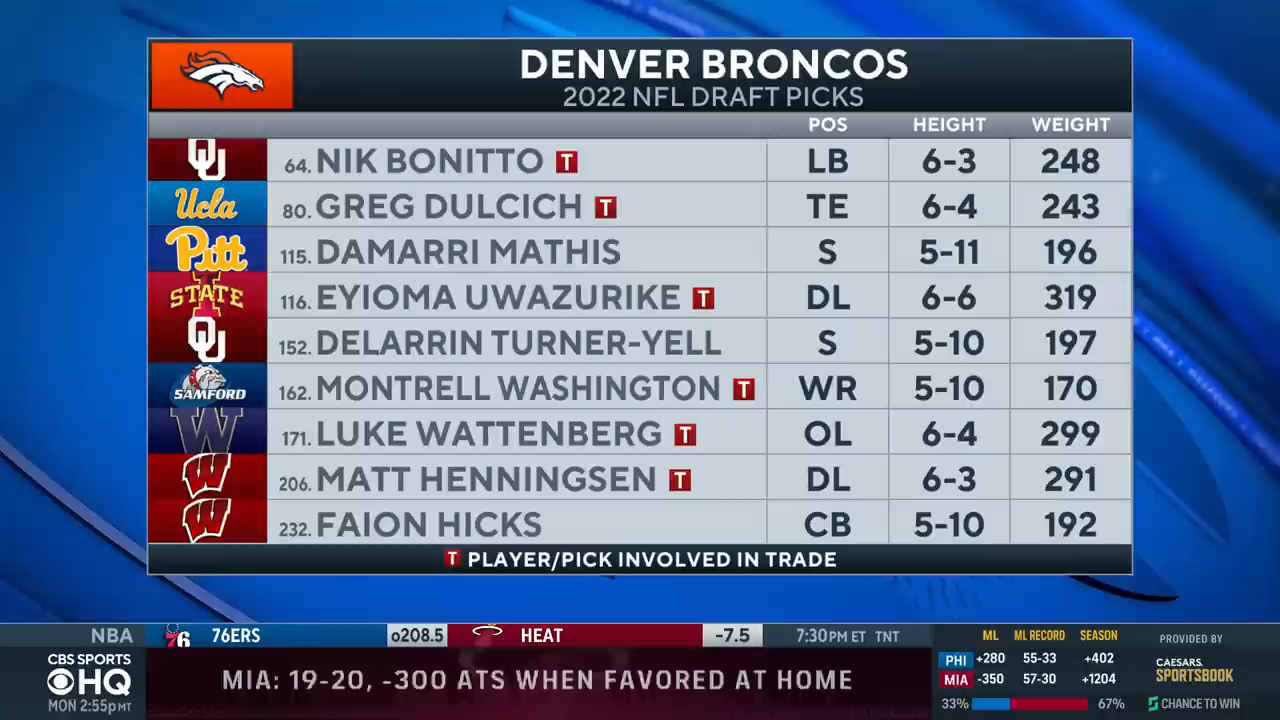 DENVER BRONCOS
2022 NFL DRAFT PICKS
POS HEIGHT WEIGHT
OU 64. NIK BONITTO T LB 6-3 248
Ucla 80. GREG DULCICH T TE 6-4 243
Pitt 115. DAMARRI MATHIS S 5-11 196
I STATE 116. EYIOMA UWAZURIKE T DL 6-6 319
OU 152. DELARRIN TURNER-YELL S 5-10 197
SAMFORD 162. MONTRELL WASHINGTON T WR 5-10 170
W 171. LUKE WATTENBERG T OL 6-4 299
W 206. MATT HENNINGSEN T DL 6-3 291
W 232. FAION HICKS CB 5-10 192
T PLAYER/PICK INVOLVED IN TRADE
NBA 76 76ERS o208.5 HEAT -7.5 7:30PM ET TNT
ML ML RECORD SEASON
PHI +280 55-33 +402
MIA -350 57-30 +1204
33% 67%
PROVIDED BY
CAESARS
SPORTSBOOK
CHANCE TO WIN
CBS SPORTS
HQ
MON 2:55PMT
MIA: 19-20, -300 ATS WHEN FAVORED AT HOME